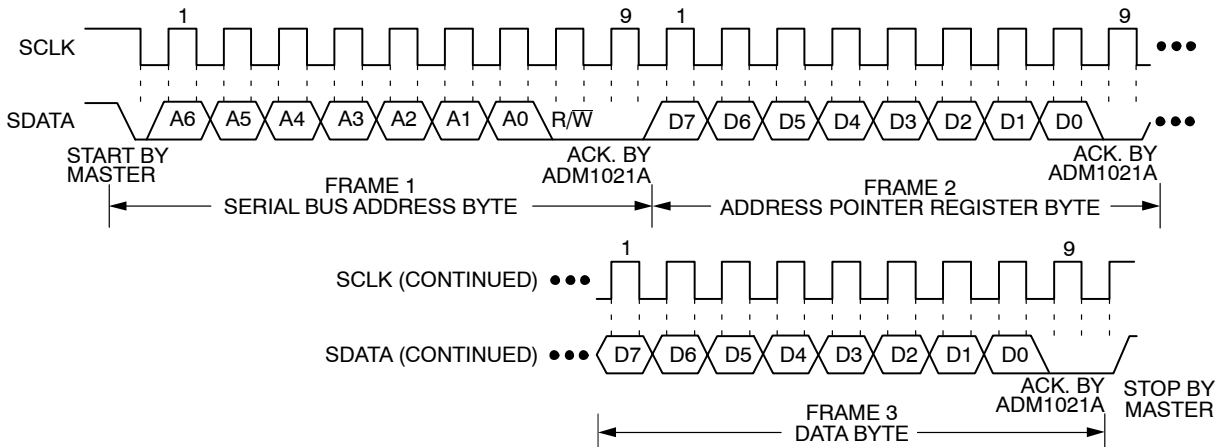 1 9 1 9
SCLK
SDATA A6 A5 A4 A3 A2 A1 A0 R/W̅ D7 D6 D5 D4 D3 D2 D1 D0
START BY
MASTER
ACK. BY
ADM1021A
ACK. BY
ADM1021A
FRAME 1
SERIAL BUS ADDRESS BYTE
FRAME 2
ADDRESS POINTER REGISTER BYTE
1 9
SCLK (CONTINUED)
SDATA (CONTINUED) D7 D6 D5 D4 D3 D2 D1 D0
ACK. BY
ADM1021A
STOP BY
MASTER
FRAME 3
DATA BYTE